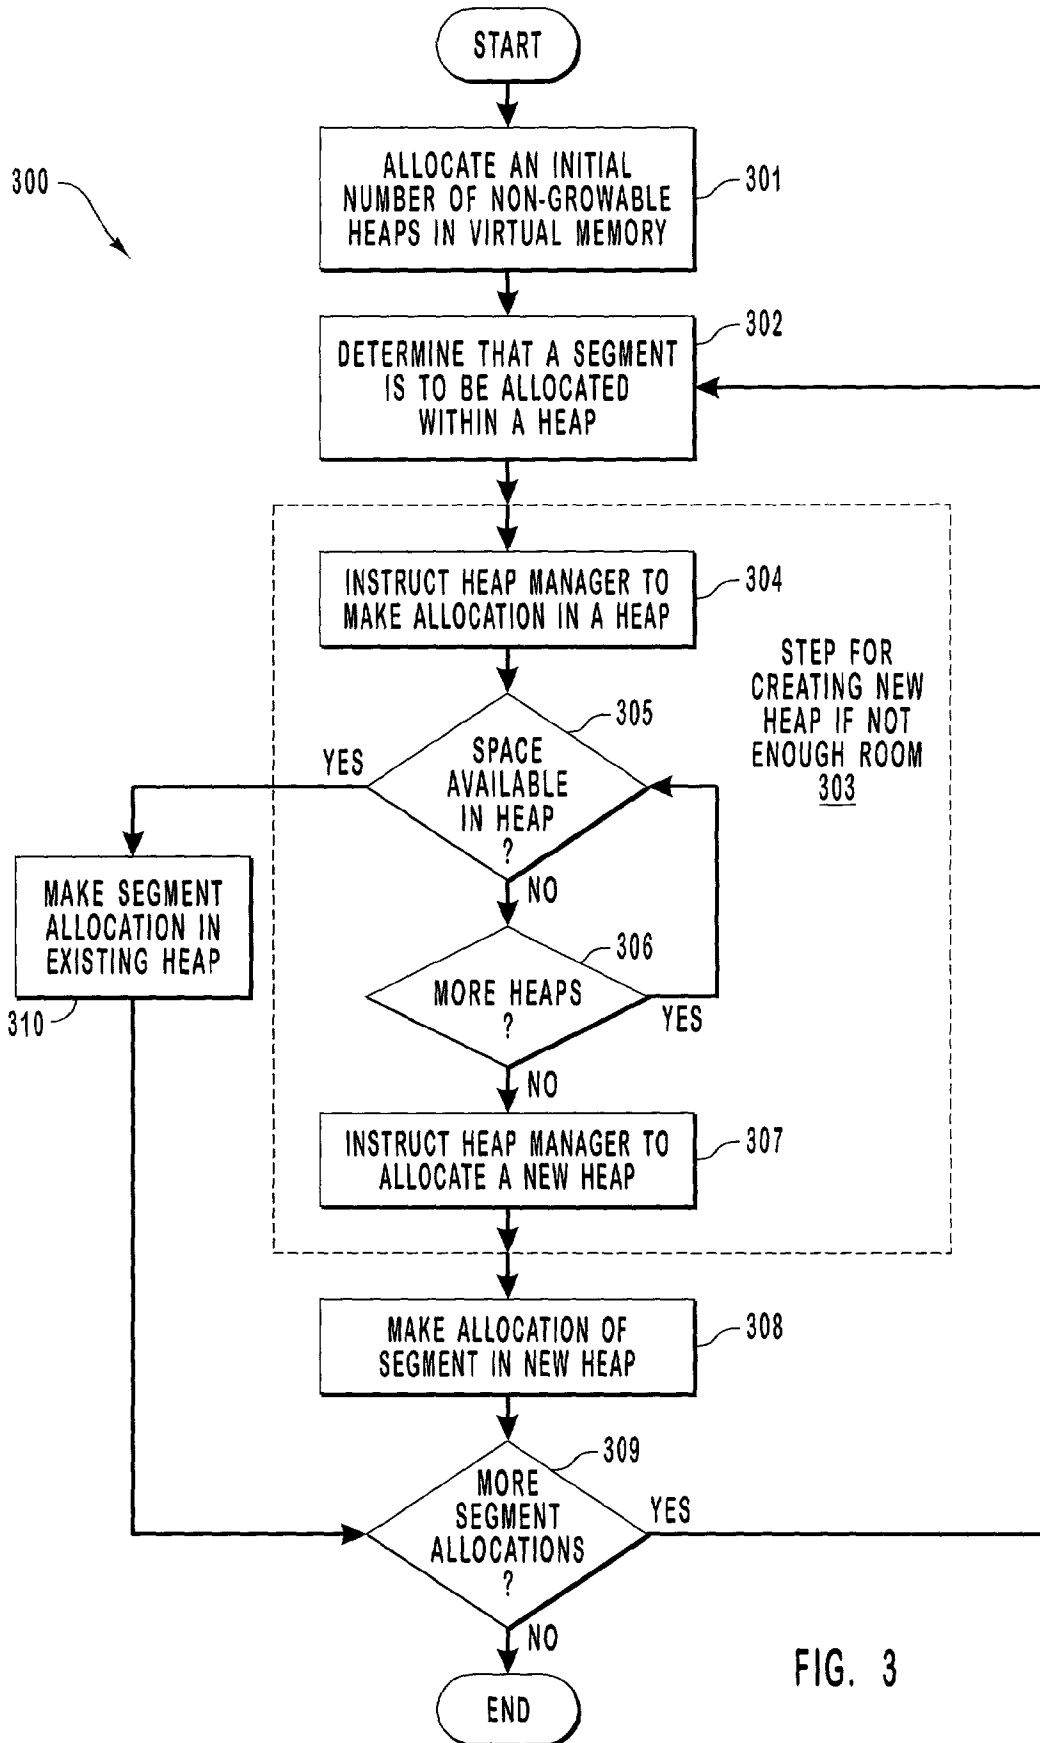 START
300
ALLOCATE AN INITIAL
NUMBER OF NON-GROWABLE
HEAPS IN VIRTUAL MEMORY
301
DETERMINE THAT A SEGMENT
IS TO BE ALLOCATED
WITHIN A HEAP
302
INSTRUCT HEAP MANAGER TO
MAKE ALLOCATION IN A HEAP
304
STEP FOR
CREATING NEW
HEAP IF NOT
ENOUGH ROOM
303
SPACE
AVAILABLE
IN HEAP
?
305
YES
NO
MAKE SEGMENT
ALLOCATION IN
EXISTING HEAP
310
MORE HEAPS
?
306
YES
NO
INSTRUCT HEAP MANAGER TO
ALLOCATE A NEW HEAP
307
MAKE ALLOCATION OF
SEGMENT IN NEW HEAP
308
MORE
SEGMENT
ALLOCATIONS
?
309
YES
NO
END
FIG. 3